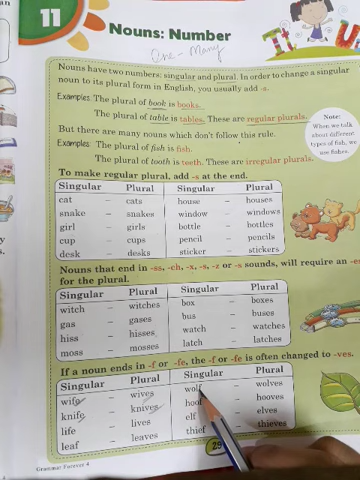 11
Nouns: Number
One - Many
Nouns have two numbers: singular and plural. In order to change a singular
noun to its plural form in English, you usually add -s.
Examples: The plural of book is books.
The plural of table is tables. These are regular plurals.
But there are many nouns which don't follow this rule.
Examples: The plural of fish is fish.
The plural of tooth is teeth. These are irregular plurals.
Note:
When we talk
about different
types of fish, we
use fishes.
To make regular plural, add -s at the end.
Singular Plural Singular Plural
cat – cats house – houses
snake – snakes window – windows
girl – girls bottle – bottles
cup – cups pencil – pencils
desk – desks sticker – stickers
Nouns that end in -ss, -ch, -x, -s, -z or -s sounds, will require an -es
for the plural.
Singular Plural Singular Plural
witch – witches box – boxes
gas – gases bus – buses
hiss – hisses watch – watches
moss – mosses latch – latches
If a noun ends in -f or -fe, the -f or -fe is often changed to -ves.
Singular Plural Singular Plural
wife – wives wolf – wolves
knife – knives hoof – hooves
life – lives elf – elves
leaf – leaves thief – thieves
29
Grammar Forever 4